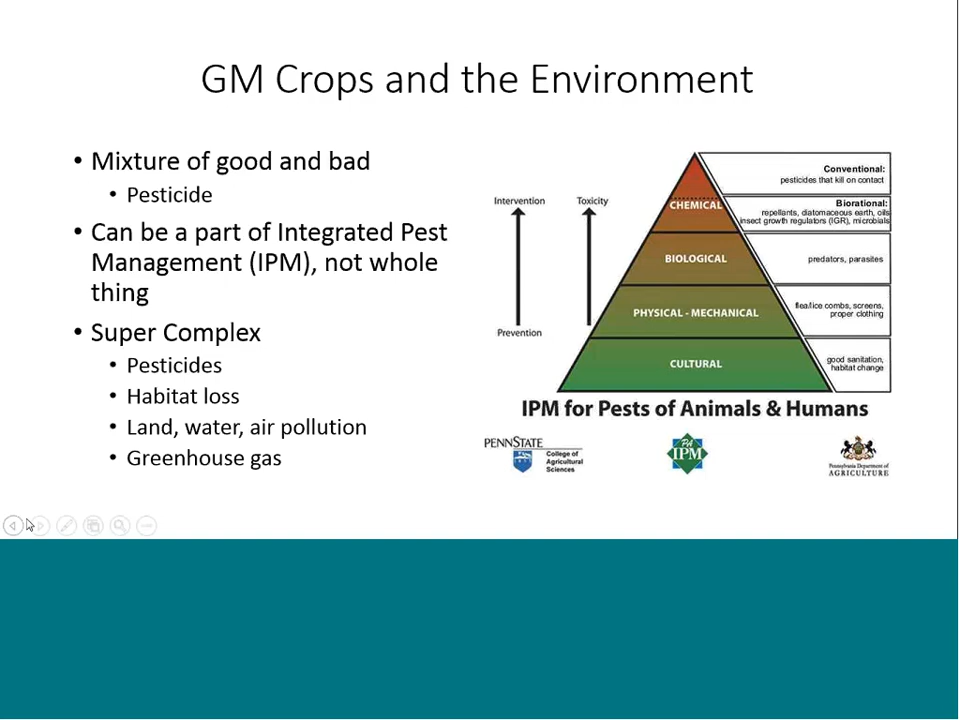 GM Crops and the Environment
• Mixture of good and bad
• Pesticide
• Can be a part of Integrated Pest
Management (IPM), not whole
thing
• Super Complex
• Pesticides
• Habitat loss
• Land, water, air pollution
• Greenhouse gas
Intervention
Toxicity
Prevention
CHEMICAL
Conventional:
pesticides that kill on contact
Biorational:
repellants, diatomaceous earth, oils
insect growth regulators (IGR), microbials
BIOLOGICAL
predators, parasites
PHYSICAL - MECHANICAL
flea/lice combs, screens,
proper clothing
CULTURAL
good sanitation,
habitat change
IPM for Pests of Animals & Humans
PENNSTATE
College of
Agricultural
Sciences
PA
IPM
Pennsylvania Department of
AGRICULTURE